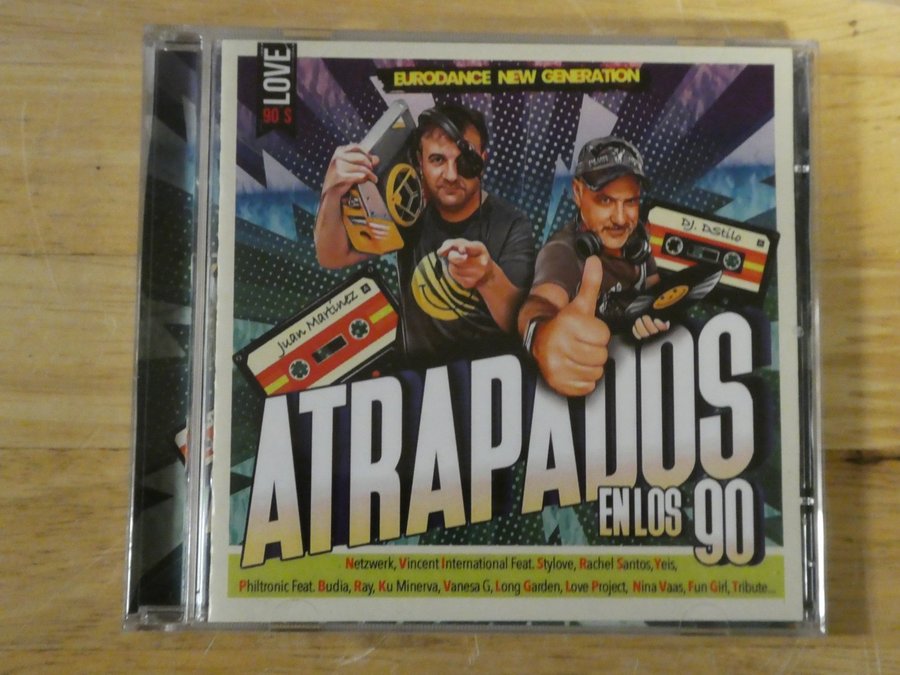 LOVE
90 S
EURODANCE NEW GENERATION
Juan Martínez
A
DJ. DStilo
A
ATRAPADOS
EN LOS 90
Netzwerk, Vincent International Feat. Stylove, Rachel Santos, Yeis,
Philtronic Feat. Budia, Ray, Ku Minerva, Vanesa G, Long Garden, Love Project, Nina Vaas, Fun Girl, Tribute...